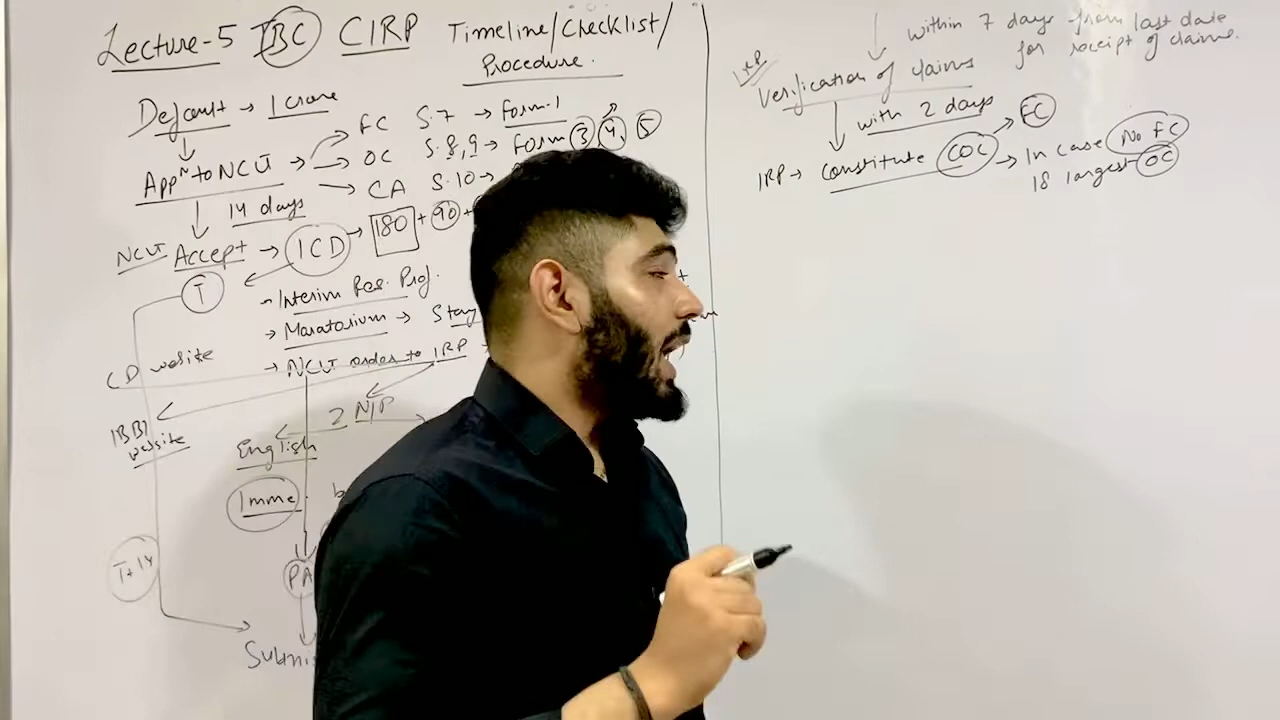 Lecture-5 IBC CIRP Timeline/Checklist/
Procedure.
Default → 1 crore
Appⁿ to NCLT → FC S.7 → Form-1
→ OC S.8,9 → Form 3 4, 5
→ CA S.10 →
14 days
NCLT Accept → ICD → 180 + 90 +
T
→ Interim Res. Prof.
→ Maratorium → Stay
→ NCLT order to IRP
CD website
IBBI website
2 N/P
English
Imme
PA
T+14
Submi
within 7 days from last date
for receipt of claims.
IRP
Verification of claims
with 2 days
IRP → Constitute COC → FC
→ In case No FC
18 largest OC